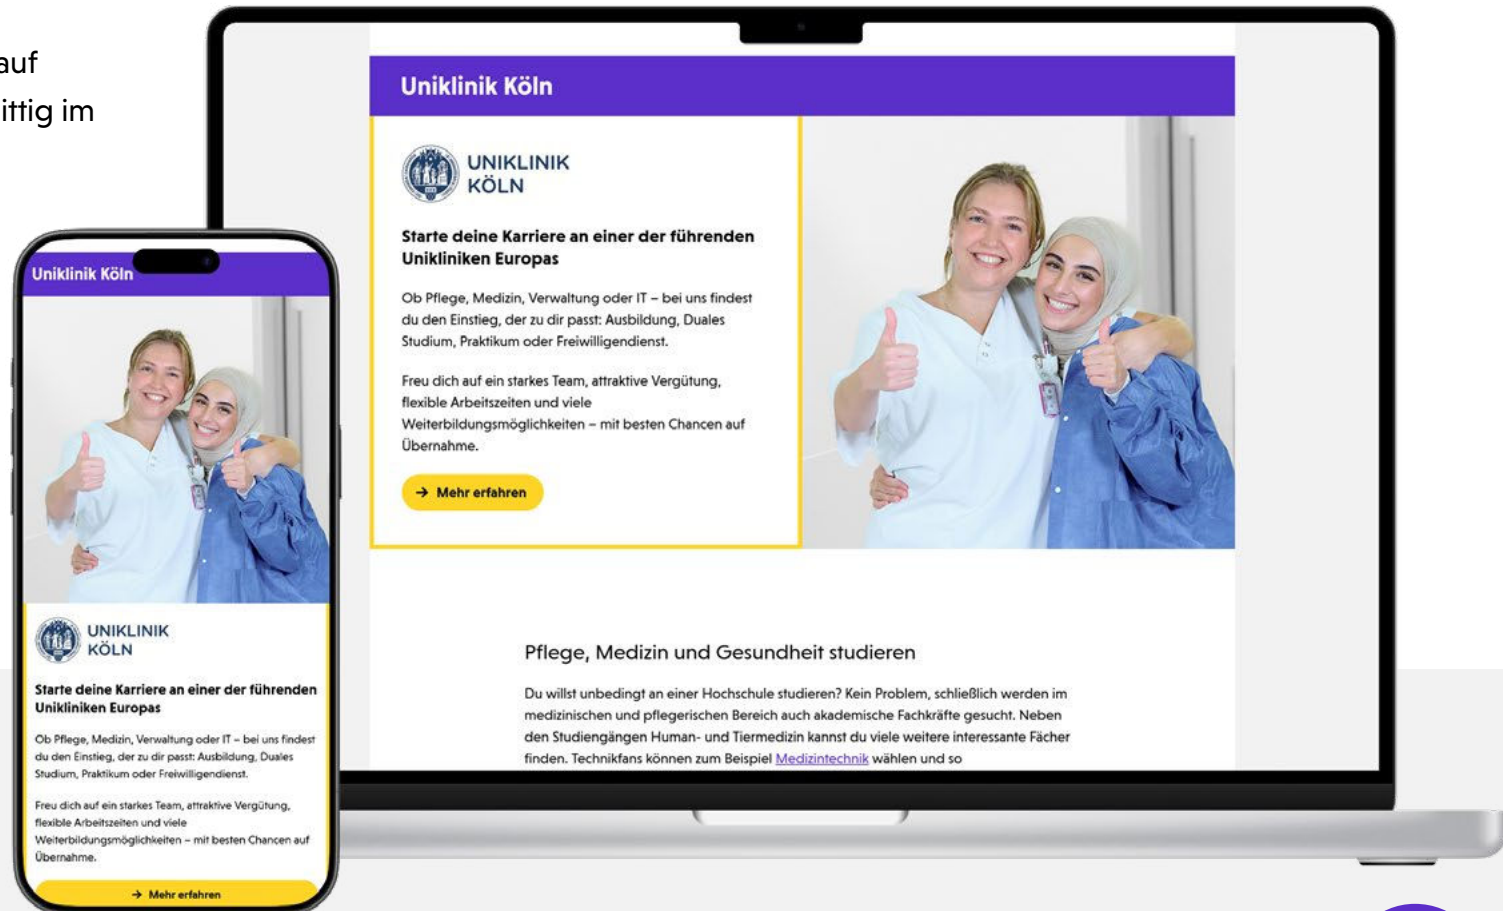 auf
ittig im
Uniklinik Köln
UNIKLINIK
KÖLN
Starte deine Karriere an einer der führenden
Unikliniken Europas
Ob Pflege, Medizin, Verwaltung oder IT – bei uns findest
du den Einstieg, der zu dir passt: Ausbildung, Duales
Studium, Praktikum oder Freiwilligendienst.
Freu dich auf ein starkes Team, attraktive Vergütung,
flexible Arbeitszeiten und viele
Weiterbildungsmöglichkeiten – mit besten Chancen auf
Übernahme.
→ Mehr erfahren
Pflege, Medizin und Gesundheit studieren
Du willst unbedingt an einer Hochschule studieren? Kein Problem, schließlich werden im
medizinischen und pflegerischen Bereich auch akademische Fachkräfte gesucht. Neben
den Studiengängen Human- und Tiermedizin kannst du viele weitere interessante Fächer
finden. Technikfans können zum Beispiel Medizintechnik wählen und so
Uniklinik Köln
UNIKLINIK
KÖLN
Starte deine Karriere an einer der führenden
Unikliniken Europas
Ob Pflege, Medizin, Verwaltung oder IT – bei uns findest
du den Einstieg, der zu dir passt: Ausbildung, Duales
Studium, Praktikum oder Freiwilligendienst.
Freu dich auf ein starkes Team, attraktive Vergütung,
flexible Arbeitszeiten und viele
Weiterbildungsmöglichkeiten – mit besten Chancen auf
Übernahme.
→ Mehr erfahren